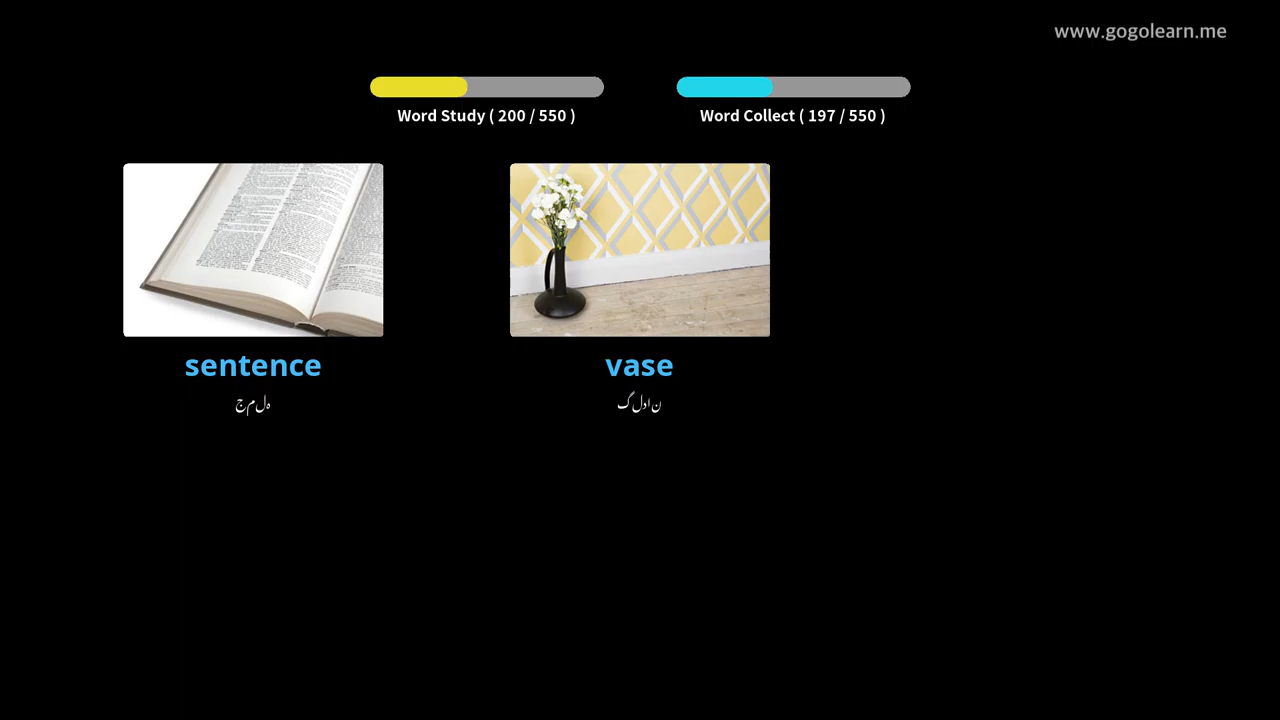 www.gogolearn.me
Word Study ( 200 / 550 )
Word Collect ( 197 / 550 )
sentence
جملہ
vase
گلدان